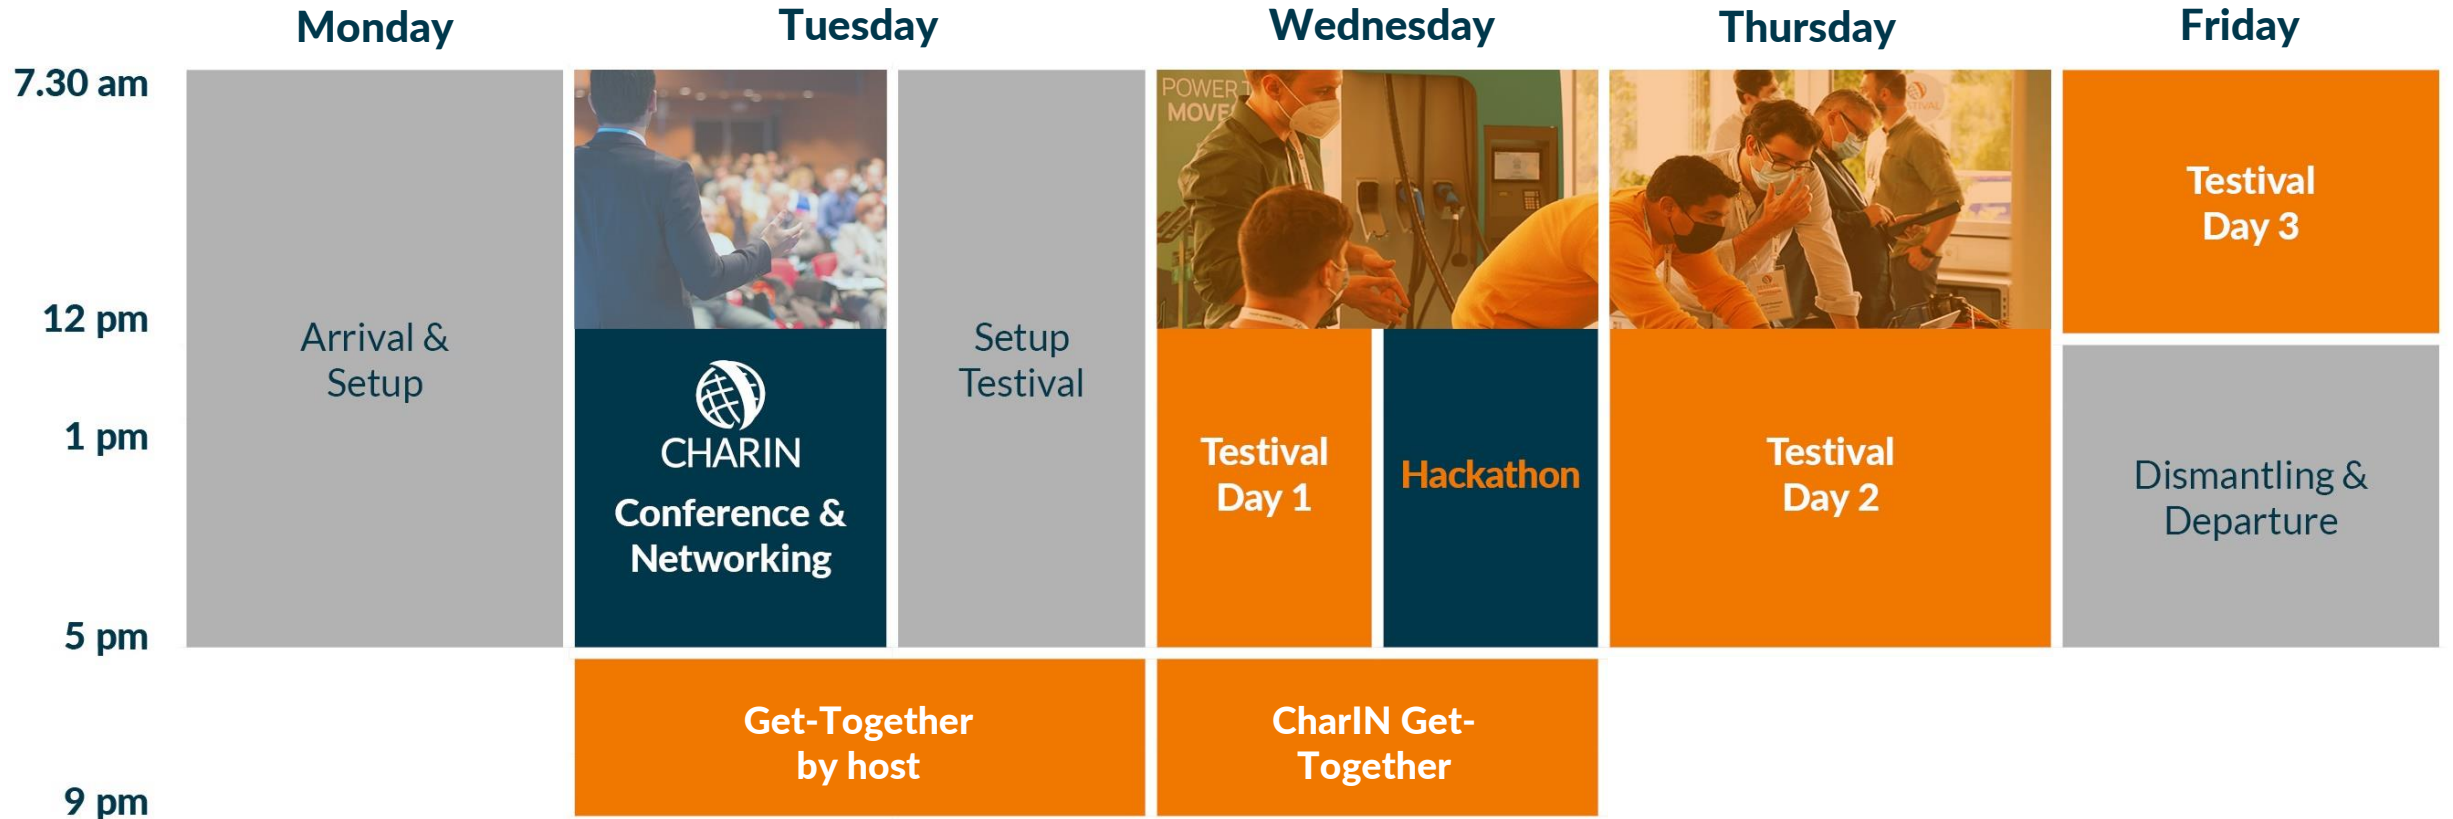 Monday
Tuesday
Wednesday
Thursday
Friday
7.30 am
12 pm
1 pm
5 pm
9 pm
Arrival &
Setup
CHARIN
Conference &
Networking
Setup
Testival
Get-Together
by host
POWER
MOVE
Testival
Day 1
Hackathon
CharIN Get-
Together
Testival
Day 2
Testival
Day 3
Dismantling &
Departure